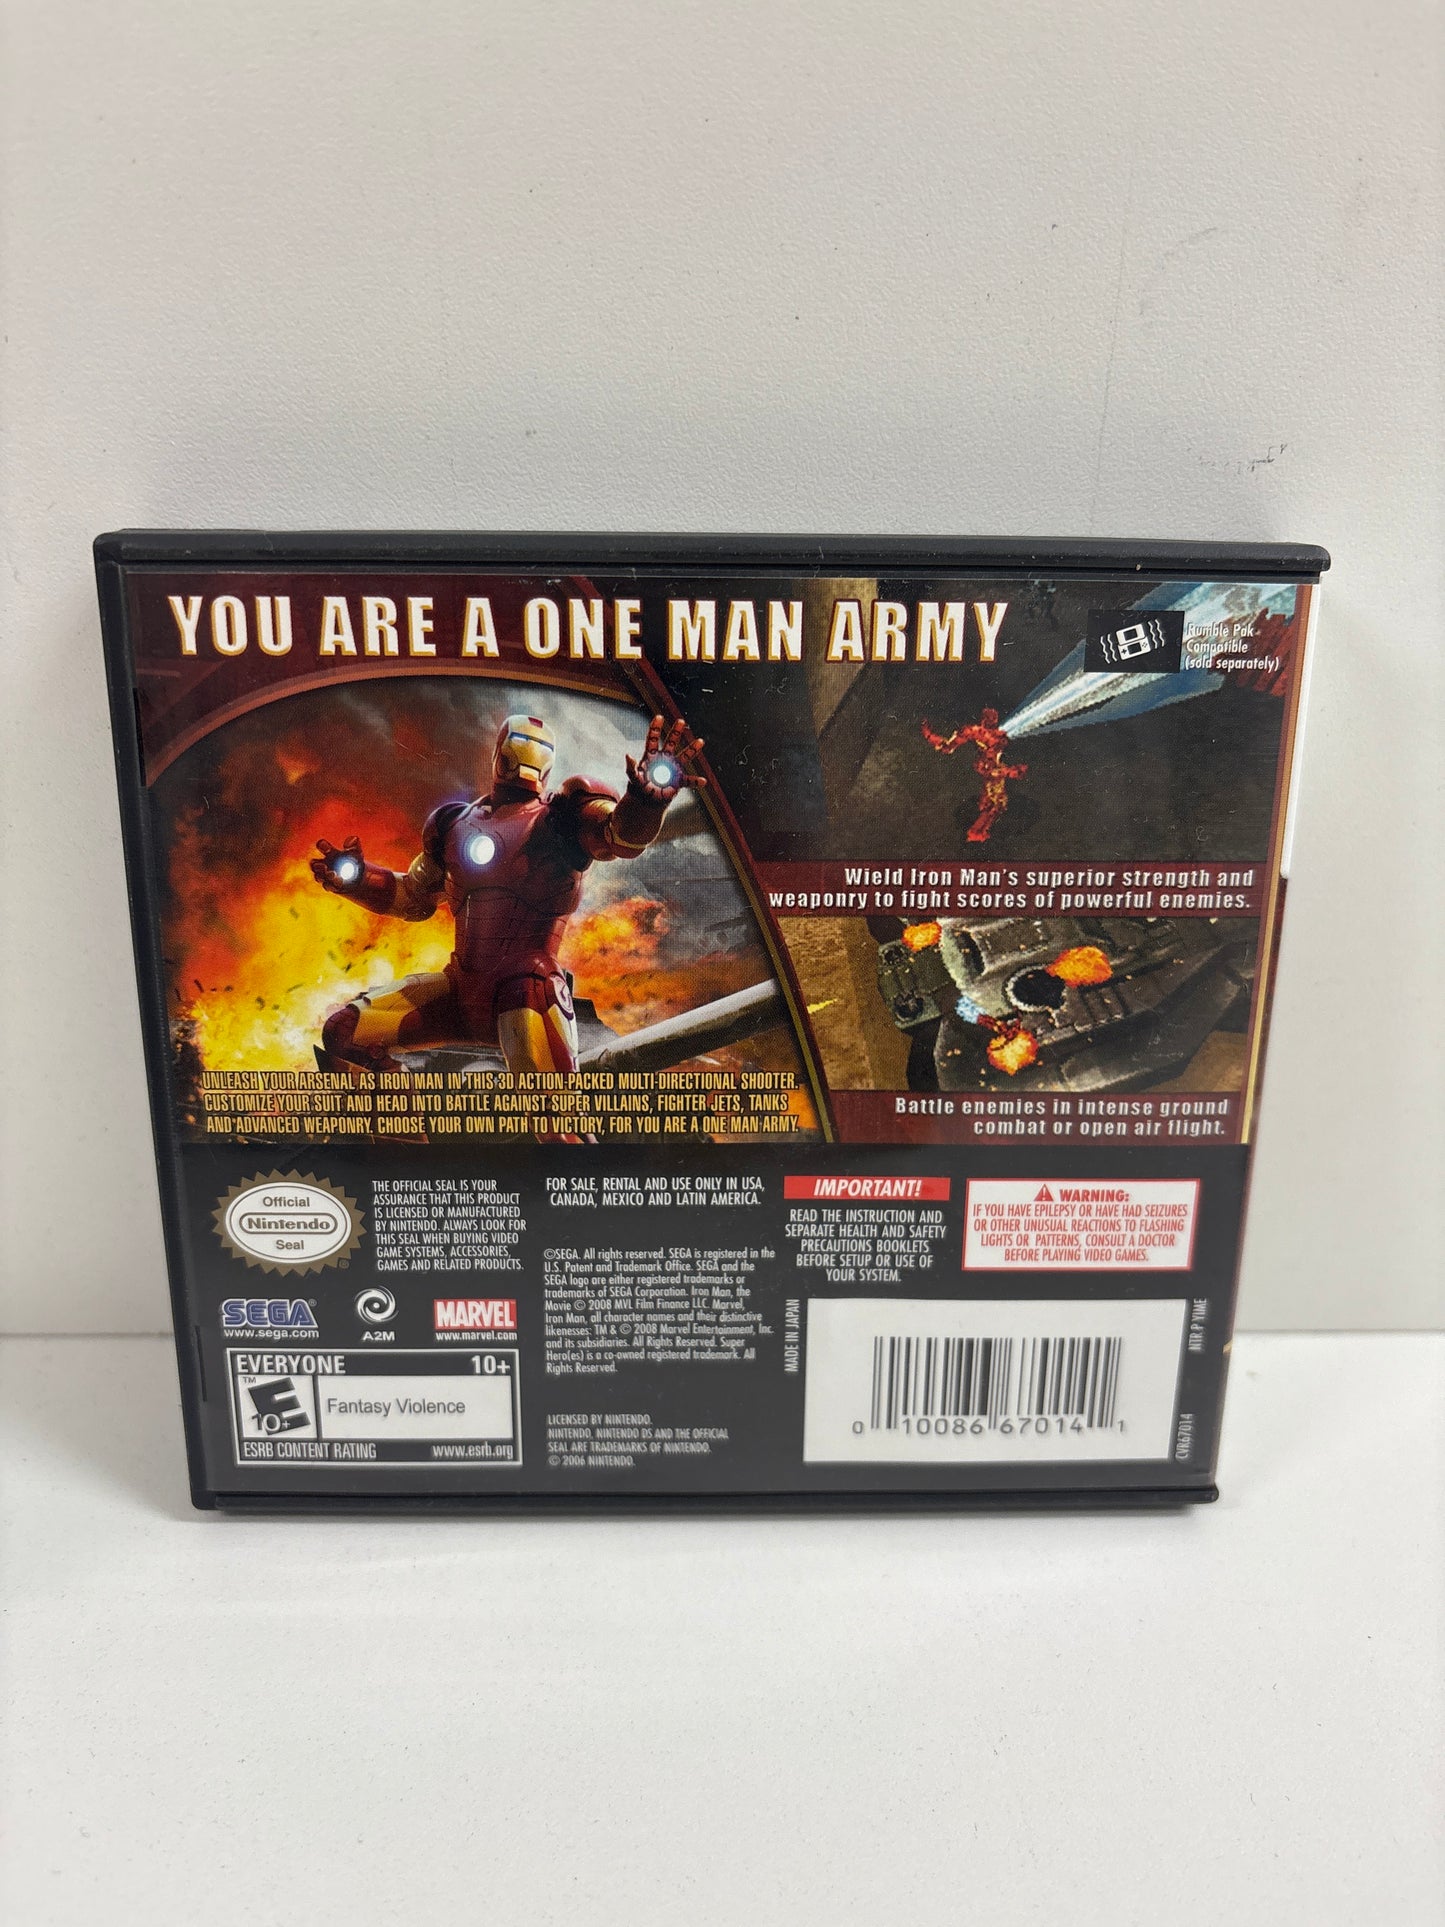 YOU ARE A ONE MAN ARMY
Rumble Pak
Compatible
(sold separately)
Wield Iron Man's superior strength and
weaponry to fight scores of powerful enemies.
UNLEASH YOUR ARSENAL AS IRON MAN IN THIS 3D ACTION-PACKED MULTI-DIRECTIONAL SHOOTER.
CUSTOMIZE YOUR SUIT AND HEAD INTO BATTLE AGAINST SUPER VILLAINS, FIGHTER JETS, TANKS
AND ADVANCED WEAPONRY. CHOOSE YOUR OWN PATH TO VICTORY, FOR YOU ARE A ONE MAN ARMY.
Battle enemies in intense ground
combat or open air flight.
Official
Nintendo
Seal
®
THE OFFICIAL SEAL IS YOUR
ASSURANCE THAT THIS PRODUCT
IS LICENSED OR MANUFACTURED
BY NINTENDO. ALWAYS LOOK FOR
THIS SEAL WHEN BUYING VIDEO
GAME SYSTEMS, ACCESSORIES,
GAMES AND RELATED PRODUCTS.
SEGA®
www.sega.com
A2M
MARVEL
www.marvel.com
EVERYONE 10+
TM
E
10+
Fantasy Violence
ESRB CONTENT RATING www.esrb.org
FOR SALE, RENTAL AND USE ONLY IN USA,
CANADA, MEXICO AND LATIN AMERICA.
©SEGA. All rights reserved. SEGA is registered in the
U.S. Patent and Trademark Office. SEGA and the
SEGA logo are either registered trademarks or
trademarks of SEGA Corporation. Iron Man, the
Movie © 2008 MVL Film Finance LLC. Marvel,
Iron Man, all character names and their distinctive
likenesses: TM & © 2008 Marvel Entertainment, Inc.
and its subsidiaries. All Rights Reserved. Super
Hero(es) is a co-owned registered trademark. All
Rights Reserved.
LICENSED BY NINTENDO.
NINTENDO, NINTENDO DS AND THE OFFICIAL
SEAL ARE TRADEMARKS OF NINTENDO.
© 2006 NINTENDO.
IMPORTANT!
READ THE INSTRUCTION AND
SEPARATE HEALTH AND SAFETY
PRECAUTIONS BOOKLETS
BEFORE SETUP OR USE OF
YOUR SYSTEM.
WARNING:
IF YOU HAVE EPILEPSY OR HAVE HAD SEIZURES
OR OTHER UNUSUAL REACTIONS TO FLASHING
LIGHTS OR PATTERNS, CONSULT A DOCTOR
BEFORE PLAYING VIDEO GAMES.
MADE IN JAPAN
0 10086 67014 1
NTR P YIME
CVR67014